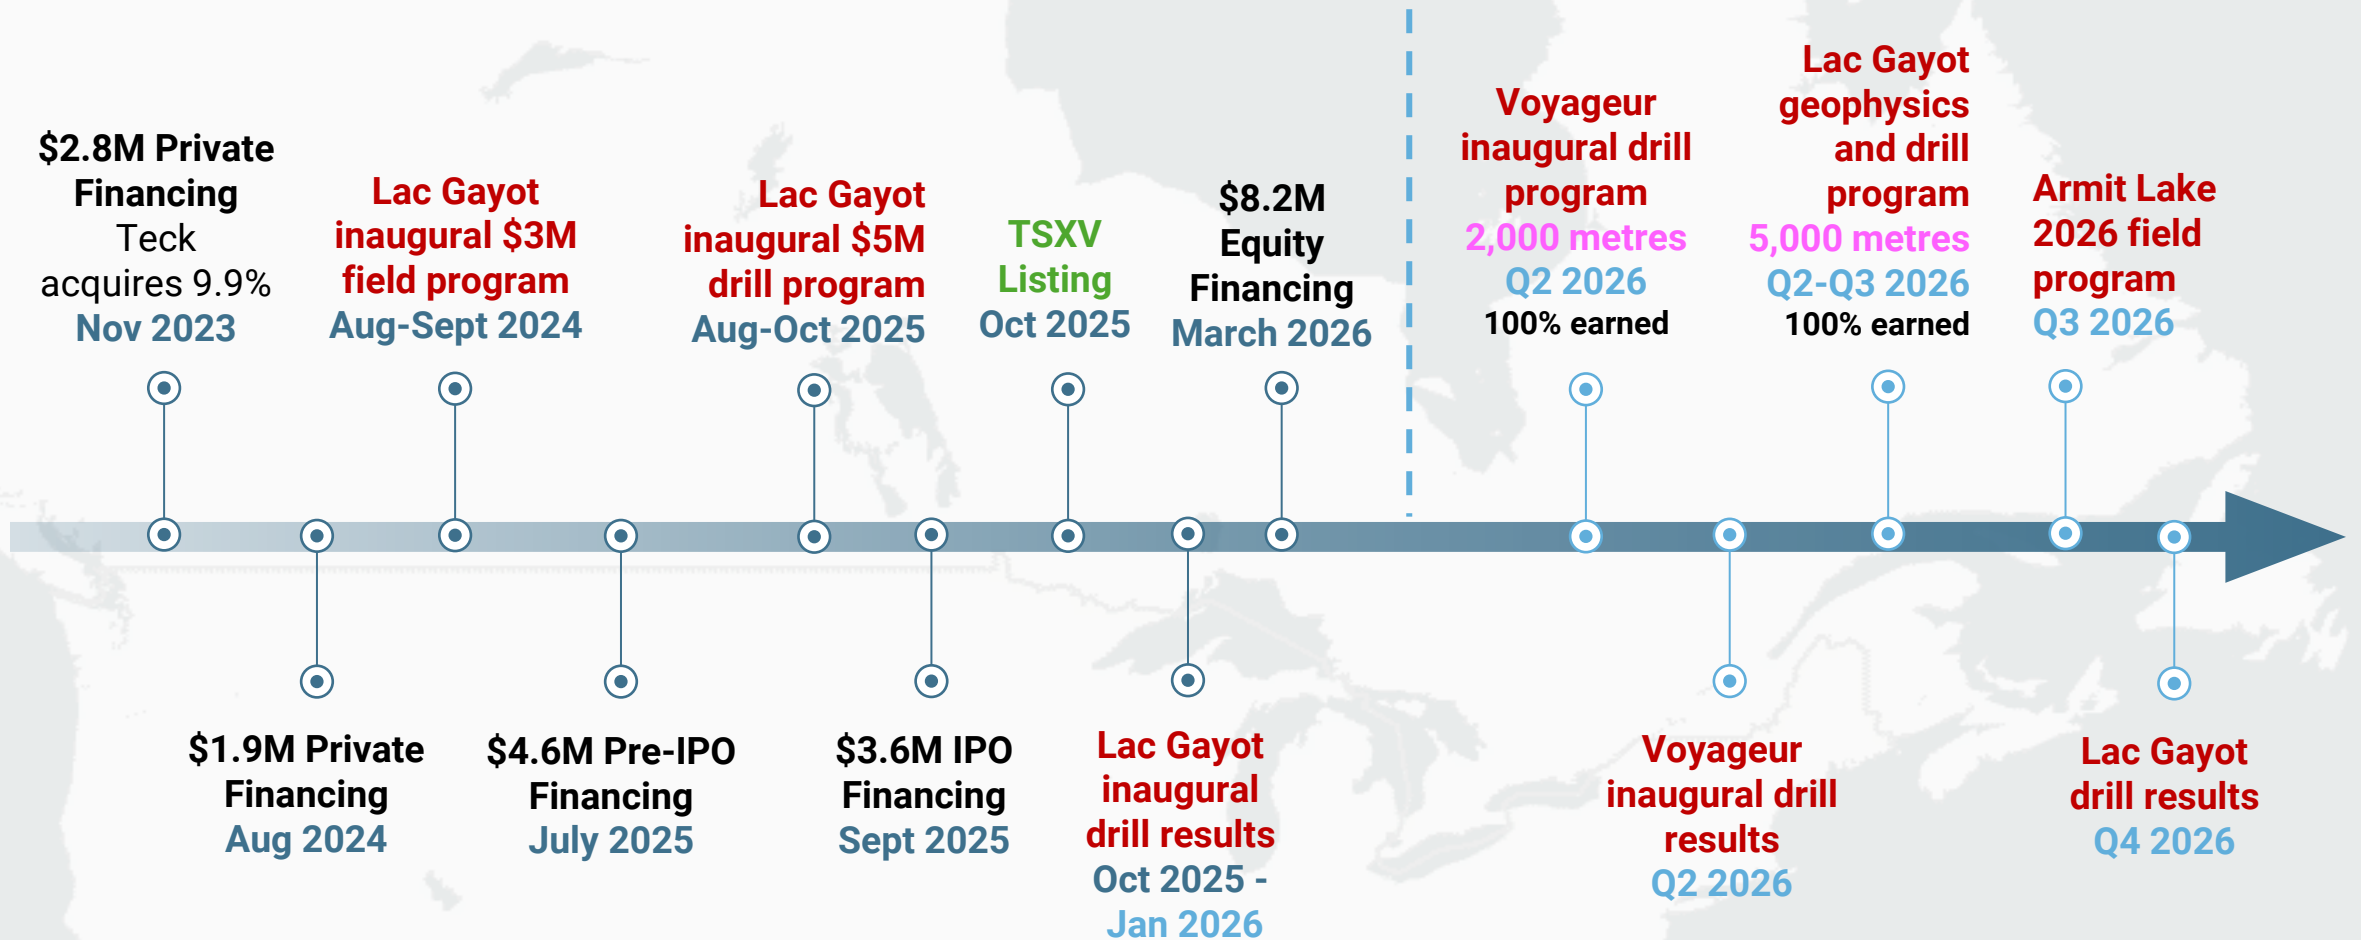 $2.8M Private
Financing
Teck
acquires 9.9%
Nov 2023
$1.9M Private
Financing
Aug 2024
Lac Gayot
inaugural $3M
field program
Aug-Sept 2024
$4.6M Pre-IPO
Financing
July 2025
Lac Gayot
inaugural $5M
drill program
Aug-Oct 2025
$3.6M IPO
Financing
Sept 2025
TSXV
Listing
Oct 2025
Lac Gayot
inaugural
drill results
Oct 2025 -
Jan 2026
$8.2M
Equity
Financing
March 2026
Voyageur
inaugural drill
program
2,000 metres
Q2 2026
100% earned
Voyageur
inaugural drill
results
Q2 2026
Lac Gayot
geophysics
and drill
program
5,000 metres
Q2-Q3 2026
100% earned
Armit Lake
2026 field
program
Q3 2026
Lac Gayot
drill results
Q4 2026